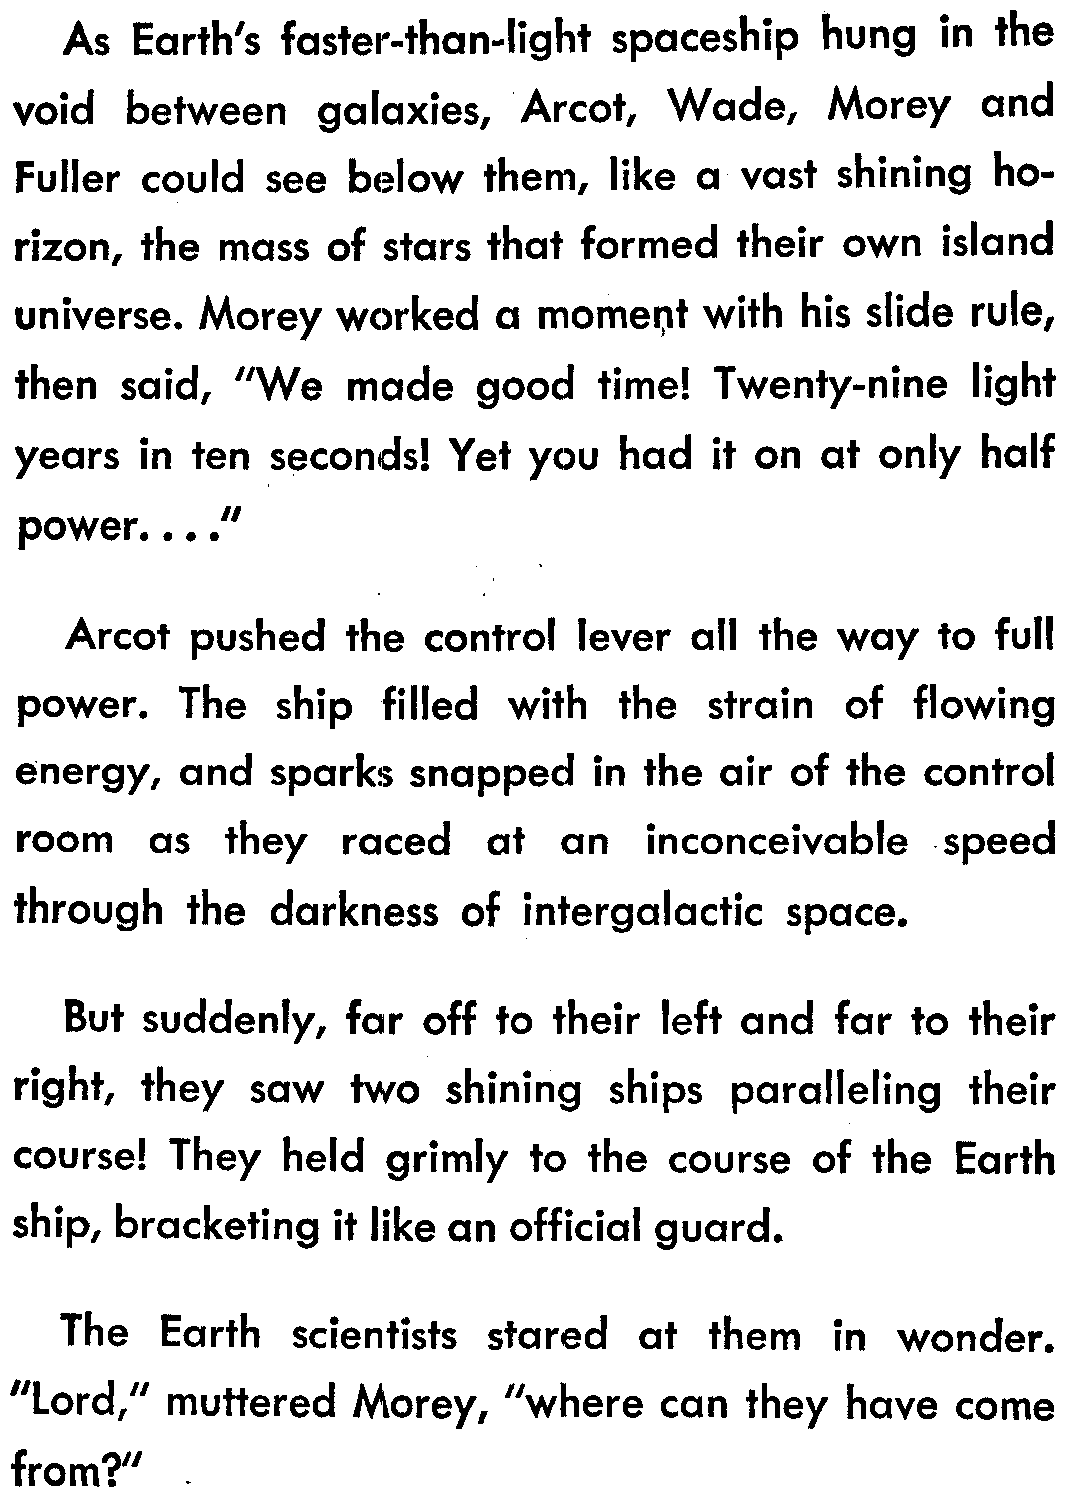 As Earth's faster-than-light spaceship hung in the
void between galaxies, Arcot, Wade, Morey and
Fuller could see below them, like a vast shining ho-
rizon, the mass of stars that formed their own island
universe. Morey worked a moment with his slide rule,
then said, "We made good time! Twenty-nine light
years in ten seconds! Yet you had it on at only half
power...."
Arcot pushed the control lever all the way to full
power. The ship filled with the strain of flowing
energy, and sparks snapped in the air of the control
room as they raced at an inconceivable speed
through the darkness of intergalactic space.
But suddenly, far off to their left and far to their
right, they saw two shining ships paralleling their
course! They held grimly to the course of the Earth
ship, bracketing it like an official guard.
The Earth scientists stared at them in wonder.
"Lord," muttered Morey, "where can they have come
from?"